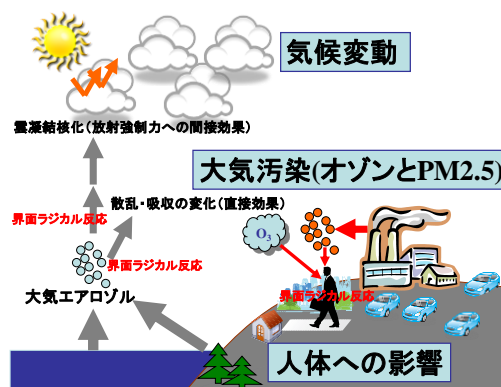 気候変動
雲凝結核化(放射強制力への間接効果)
大気汚染(オゾンとPM2.5)
散乱・吸収の変化(直接効果)
界面ラジカル反応
O3
界面ラジカル反応
界面ラジカル反応
大気エアロゾル
人体への影響